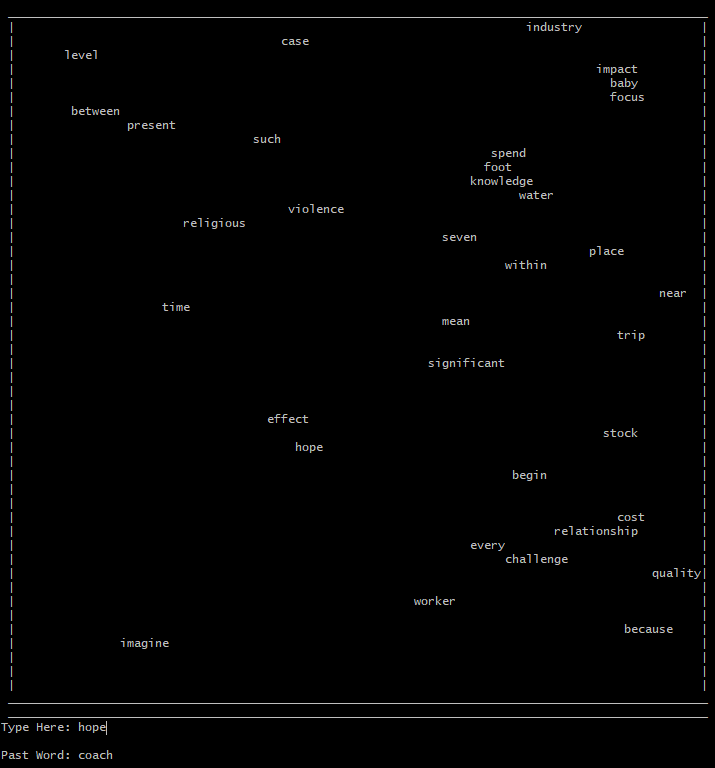 industry
case
level
impact
baby
focus
between
present
such
spend
foot
knowledge
water
violence
religious
seven
place
within
near
time
mean
trip
significant
effect
stock
hope
begin
cost
relationship
every
challenge
quality
worker
because
imagine
Type Here: hope
Past Word: coach